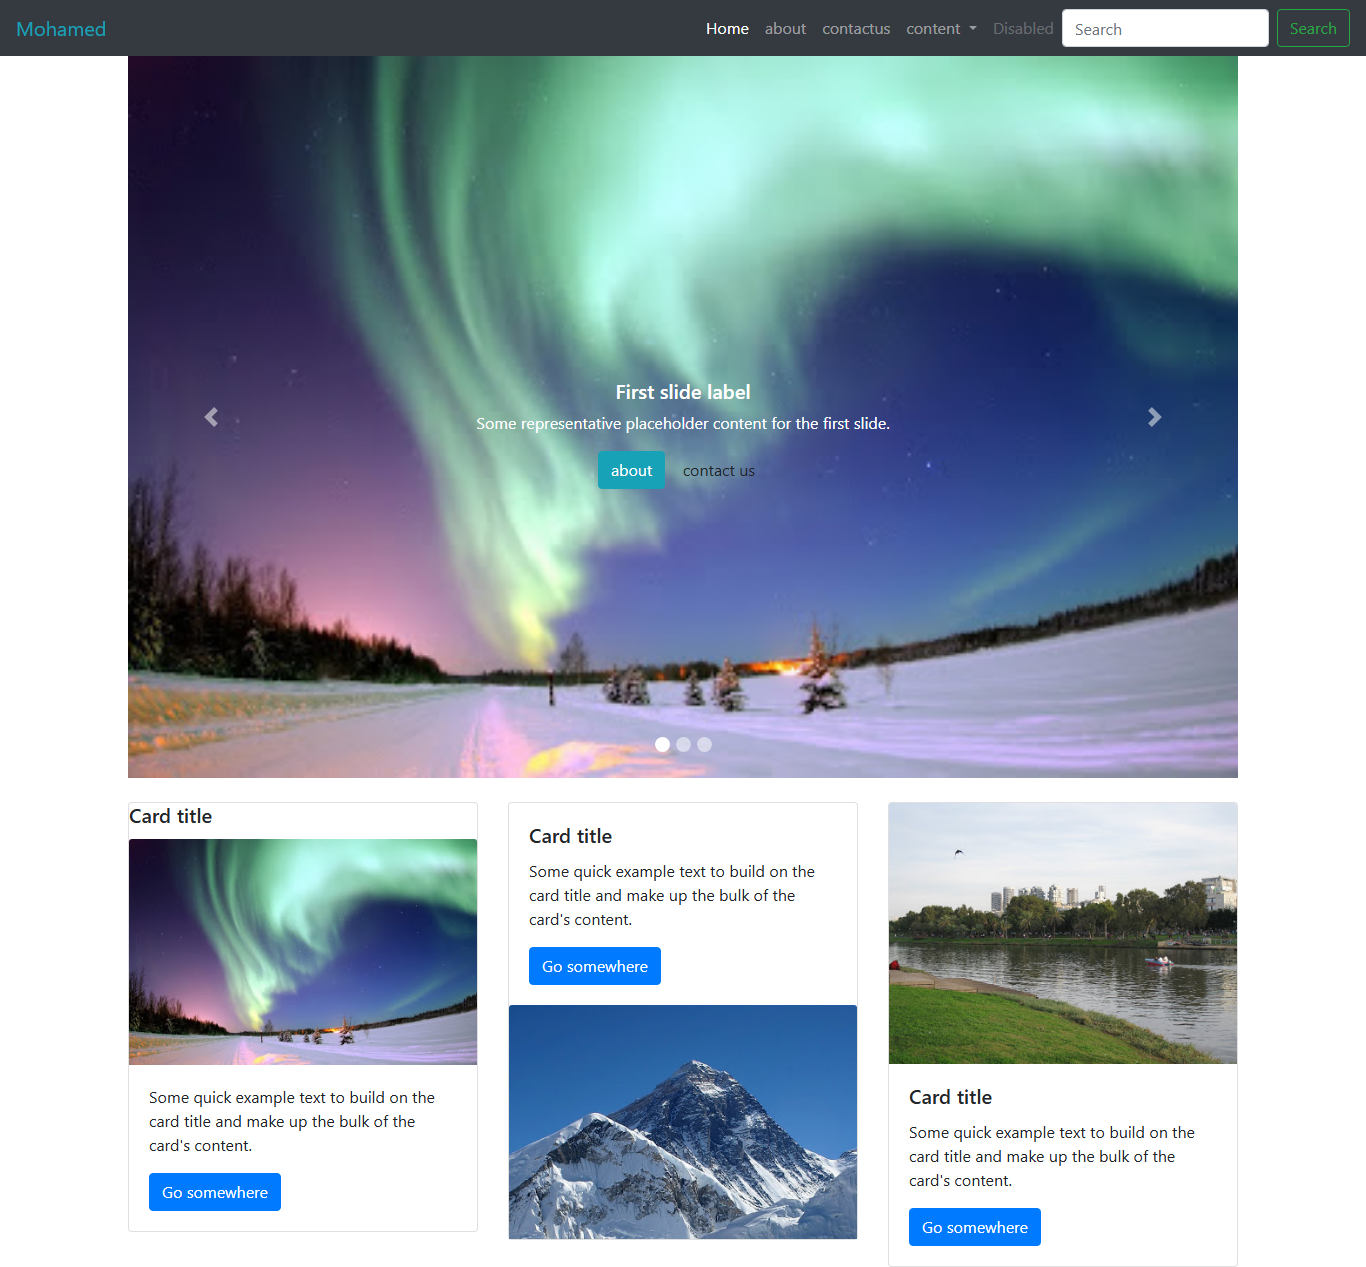 Mohamed
Home about contactus content Disabled Search Search
First slide label
Some representative placeholder content for the first slide.
about contact us
Card title
Some quick example text to build on the
card title and make up the bulk of the
card's content.
Go somewhere
Card title
Some quick example text to build on the
card title and make up the bulk of the
card's content.
Go somewhere
Card title
Some quick example text to build on the
card title and make up the bulk of the
card's content.
Go somewhere